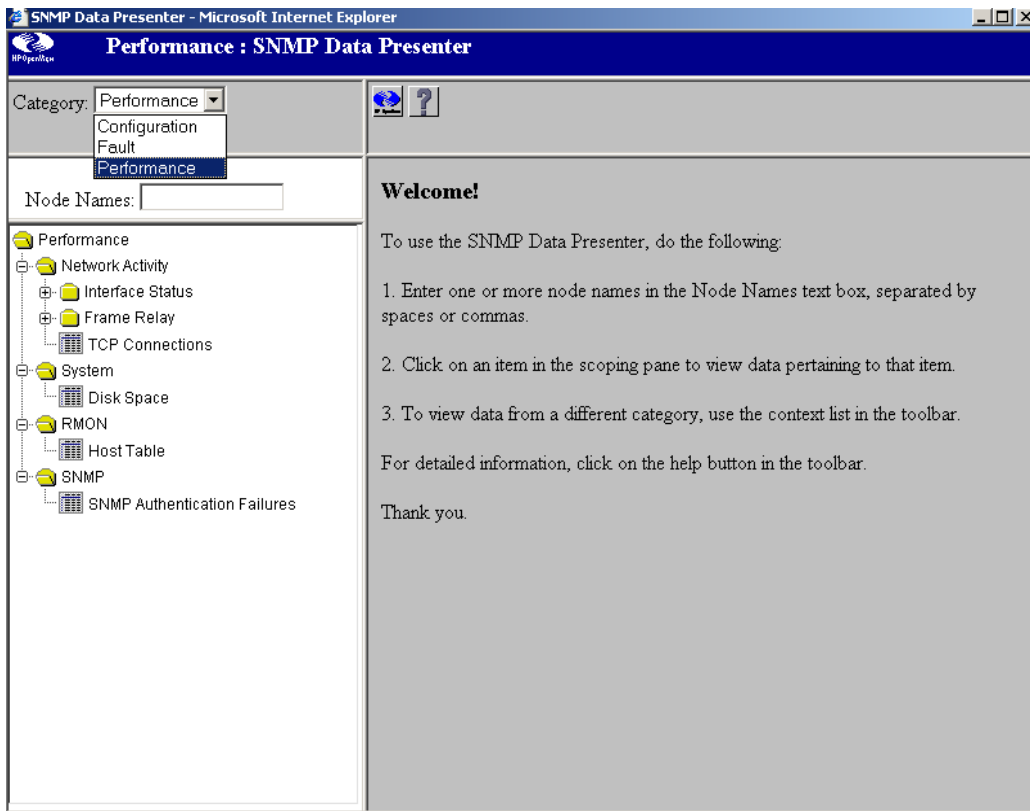 SNMP Data Presenter - Microsoft Internet Explorer
HP OpenView
Performance : SNMP Data Presenter
Category: Performance
Configuration
Fault
Performance
Node Names:
Performance
Network Activity
Interface Status
Frame Relay
TCP Connections
System
Disk Space
RMON
Host Table
SNMP
SNMP Authentication Failures
?
Welcome!
To use the SNMP Data Presenter, do the following:
1. Enter one or more node names in the Node Names text box, separated by
spaces or commas.
2. Click on an item in the scoping pane to view data pertaining to that item.
3. To view data from a different category, use the context list in the toolbar.
For detailed information, click on the help button in the toolbar.
Thank you.